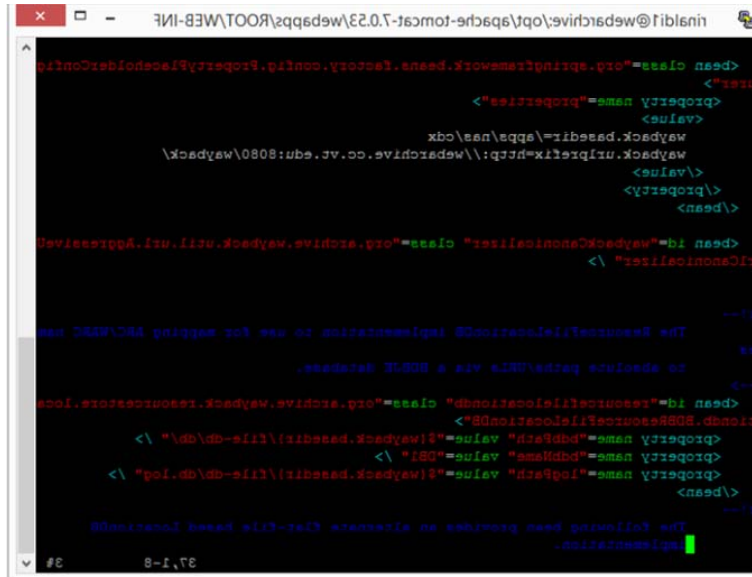 rinaldi1@webarchive:/opt/apache-tomcat-7.0.53/webapps/ROOT/WEB-INF
<bean class="org.springframework.beans.factory.config.PropertyPlaceholderConfig
urer">
<property name="properties">
<value>
wayback.basedir=/apps/nas/cdx
wayback.urlprefix=http://webarchive.cc.vt.edu:8080/wayback/
</value>
</property>
</bean>
<bean id="waybackCanonicalizer" class="org.archive.wayback.util.url.AggressiveU
rlCanonicalizer" />
<!--
The ResourceFileLocationDB implementation to use for mapping ARC/WARC nam
es
to absolute paths/URLs via a BDBJE database.
-->
<bean id="resourcefilelocationdb" class="org.archive.wayback.resourcestore.loca
tiondb.BDBResourceFileLocationDB">
<property name="bdbPath" value="${wayback.basedir}/file-db/db/" />
<property name="bdbName" value="DB1" />
<property name="logPath" value="${wayback.basedir}/file-db/db.log" />
</bean>
<!--
The following bean provides an alternate flat-file based LocationDB
implementation.
37,1-8 3%